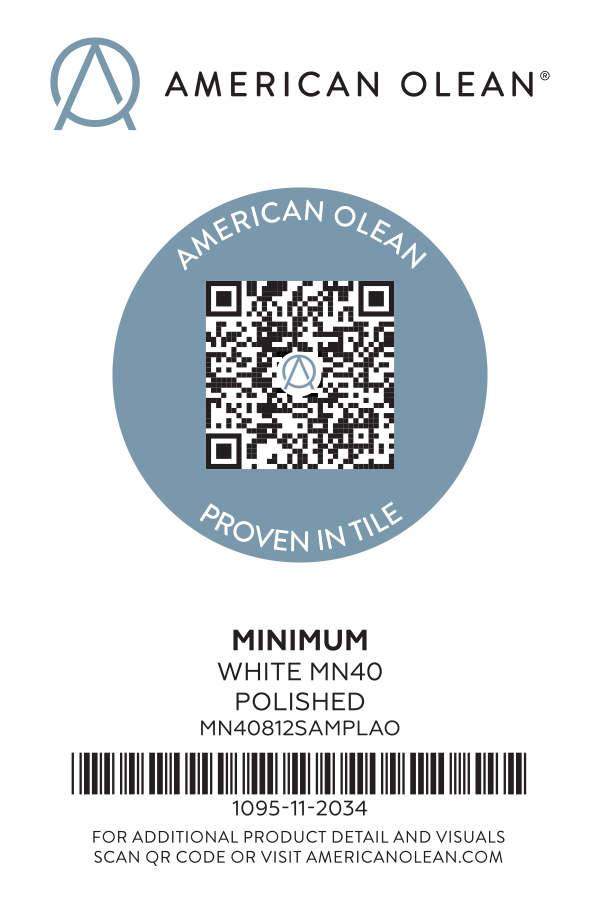 AMERICAN OLEAN®
AMERICAN OLEAN
PROVEN IN TILE
MINIMUM
WHITE MN40
POLISHED
MN40812SAMPLAO
1095-11-2034
FOR ADDITIONAL PRODUCT DETAIL AND VISUALS
SCAN QR CODE OR VISIT AMERICANOLEAN.COM